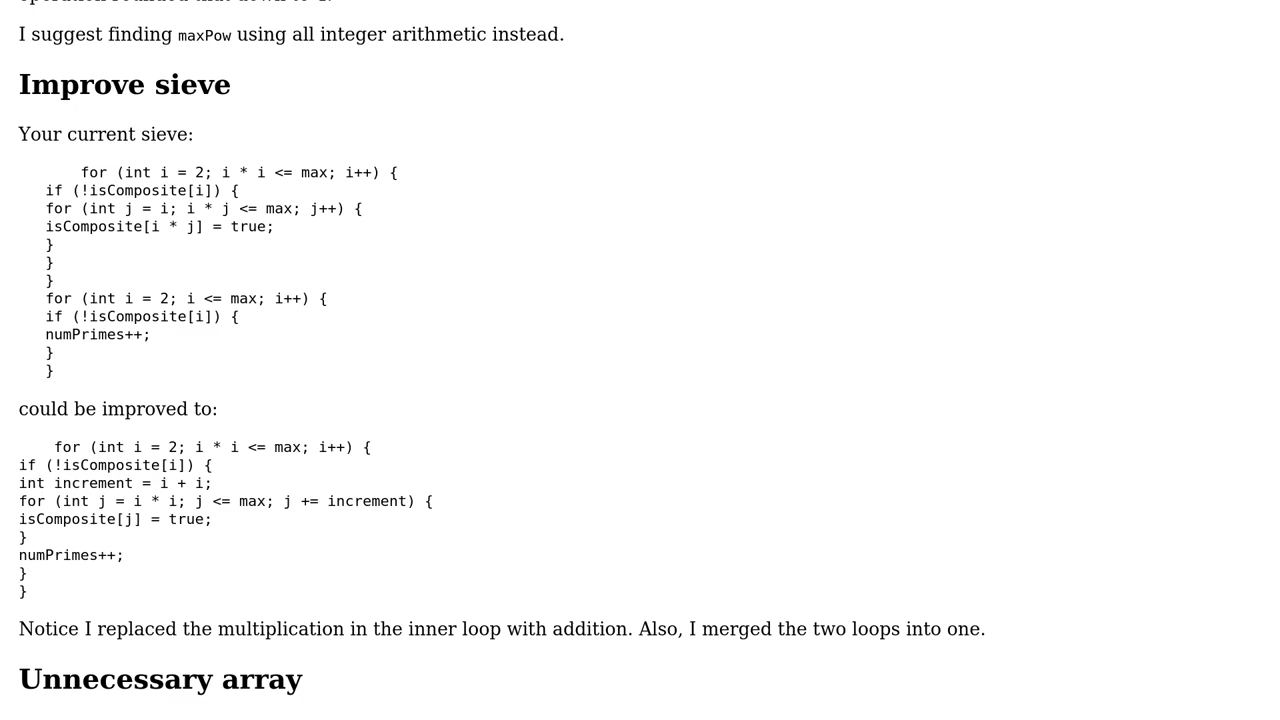 I suggest finding maxPow using all integer arithmetic instead.
Improve sieve
Your current sieve:
for (int i = 2; i * i <= max; i++) {
if (!isComposite[i]) {
for (int j = i; i * j <= max; j++) {
isComposite[i * j] = true;
}
}
}
for (int i = 2; i <= max; i++) {
if (!isComposite[i]) {
numPrimes++;
}
}
could be improved to:
for (int i = 2; i * i <= max; i++) {
if (!isComposite[i]) {
int increment = i + i;
for (int j = i * i; j <= max; j += increment) {
isComposite[j] = true;
}
numPrimes++;
}
}
Notice I replaced the multiplication in the inner loop with addition. Also, I merged the two loops into one.
Unnecessary array